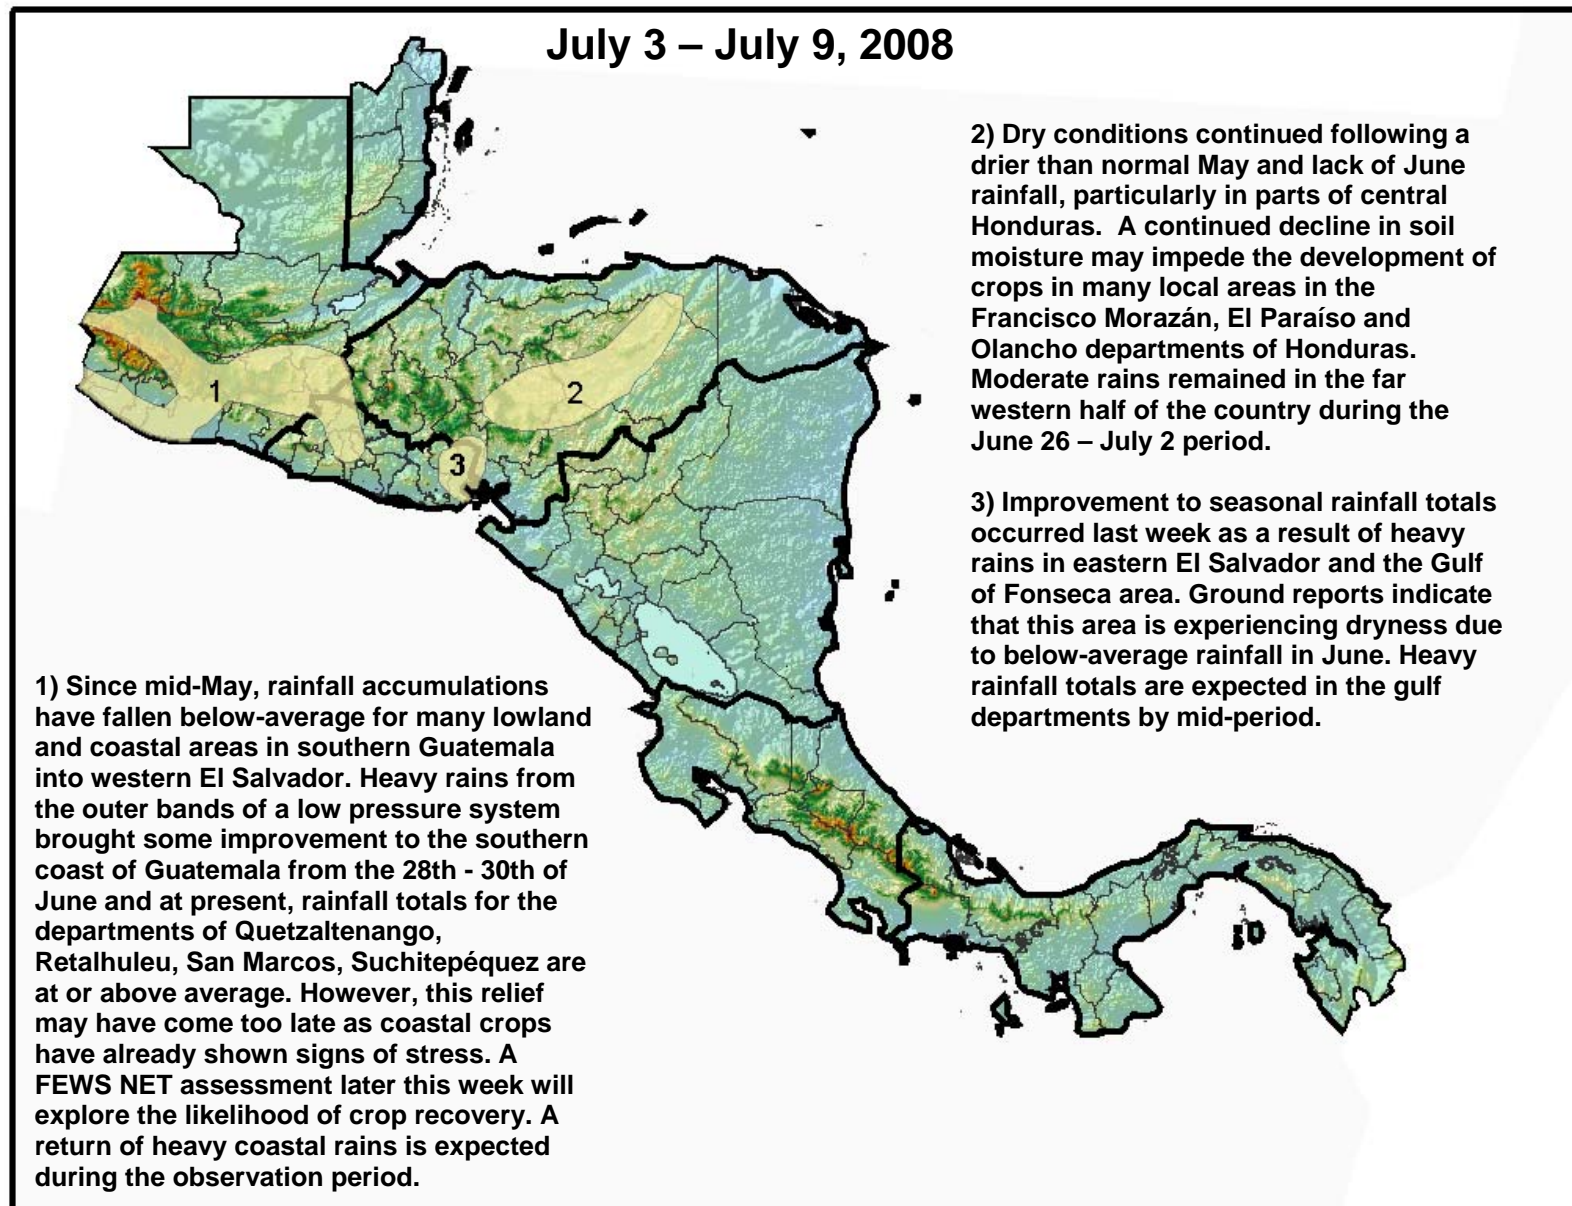 July 3 – July 9, 2008
2) Dry conditions continued following a
drier than normal May and lack of June
rainfall, particularly in parts of central
Honduras.  A continued decline in soil
moisture may impede the development of
crops in many local areas in the
Francisco Morazán, El Paraíso and
Olancho departments of Honduras.
Moderate rains remained in the far
western half of the country during the
June 26 – July 2 period.
1
2
3
3) Improvement to seasonal rainfall totals
occurred last week as a result of heavy
rains in eastern El Salvador and the Gulf
of Fonseca area. Ground reports indicate
that this area is experiencing dryness due
to below-average rainfall in June. Heavy
rainfall totals are expected in the gulf
departments by mid-period.
1) Since mid-May, rainfall accumulations
have fallen below-average for many lowland
and coastal areas in southern Guatemala
into western El Salvador. Heavy rains from
the outer bands of a low pressure system
brought some improvement to the southern
coast of Guatemala from the 28th - 30th of
June and at present, rainfall totals for the
departments of Quetzaltenango,
Retalhuleu, San Marcos, Suchitepéquez are
at or above average. However, this relief
may have come too late as coastal crops
have already shown signs of stress. A
FEWS NET assessment later this week will
explore the likelihood of crop recovery. A
return of heavy coastal rains is expected
during the observation period.